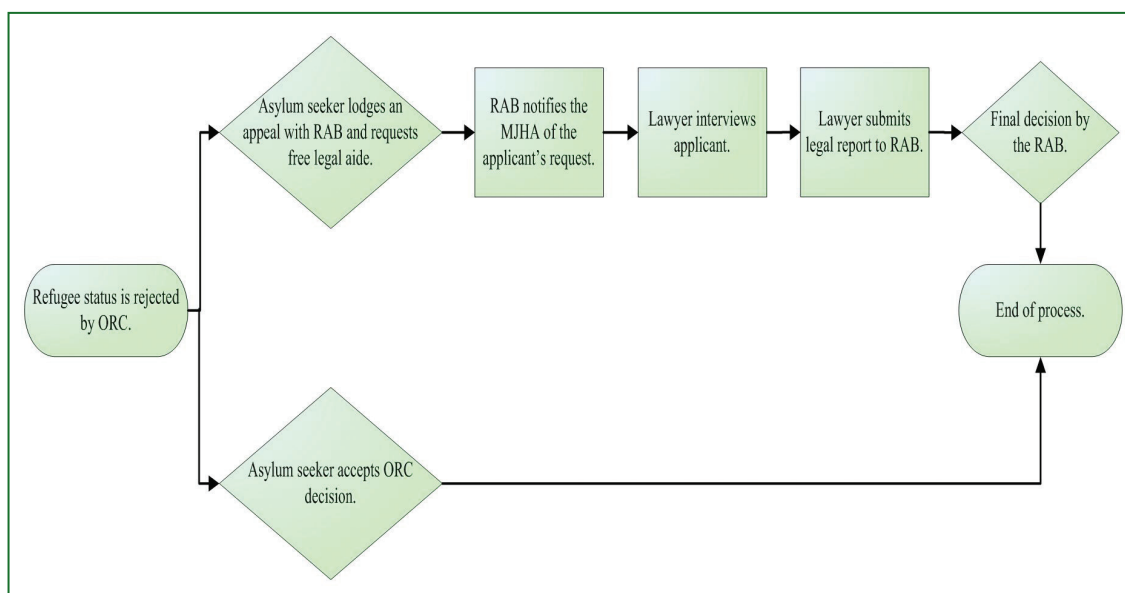 Asylum seeker lodges an
appeal with RAB and requests
free legal aide.
RAB notifies the
MJHA of the
applicant's request.
Lawyer interviews
applicant.
Lawyer submits
legal report to RAB.
Final decision by
the RAB.
Refugee status is rejected
by ORC.
End of process.
Asylum seeker accepts ORC
decision.